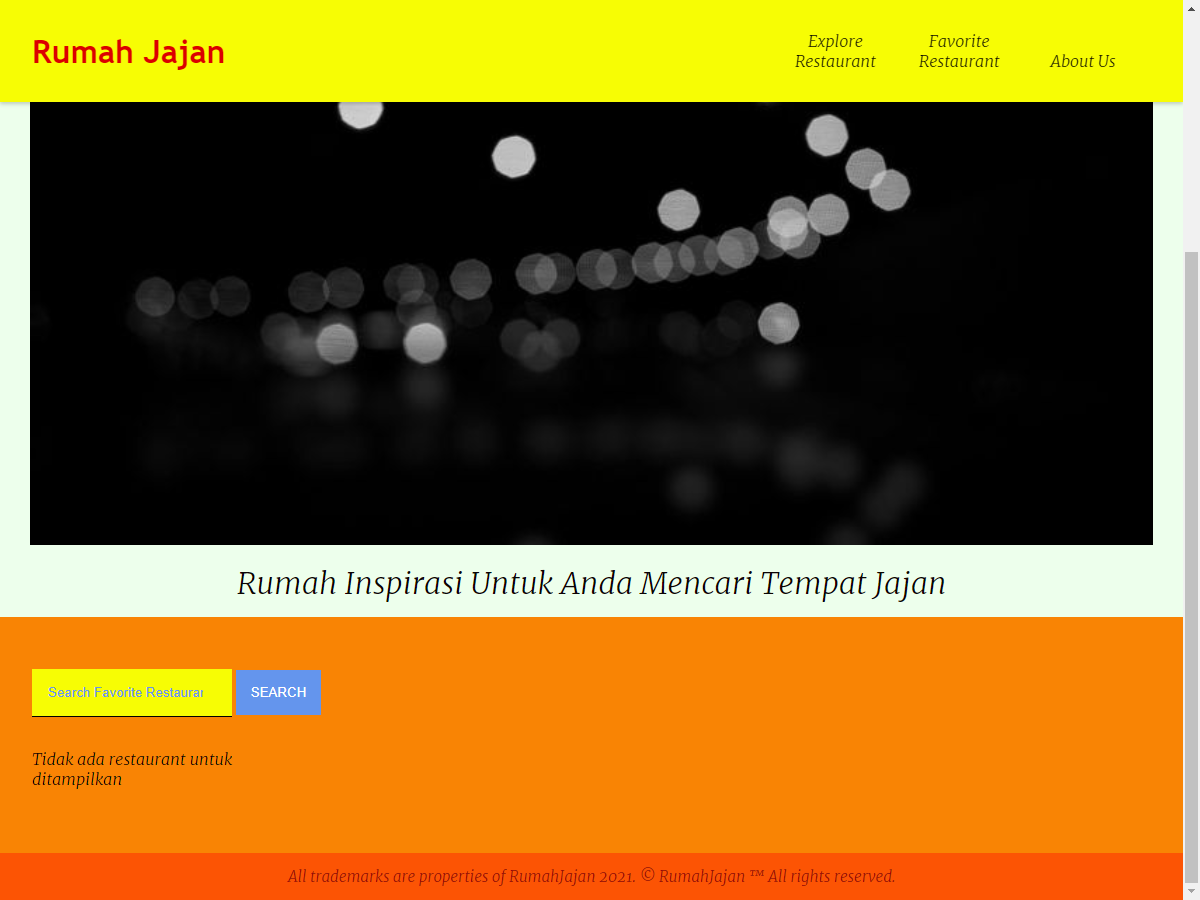 Rumah Jajan
Explore
Restaurant
Favorite
Restaurant
About Us
Rumah Inspirasi Untuk Anda Mencari Tempat Jajan
Search Favorite Restaurar
SEARCH
Tidak ada restaurant untuk
ditampilkan
All trademarks are properties of RumahJajan 2021. © RumahJajan ™ All rights reserved.